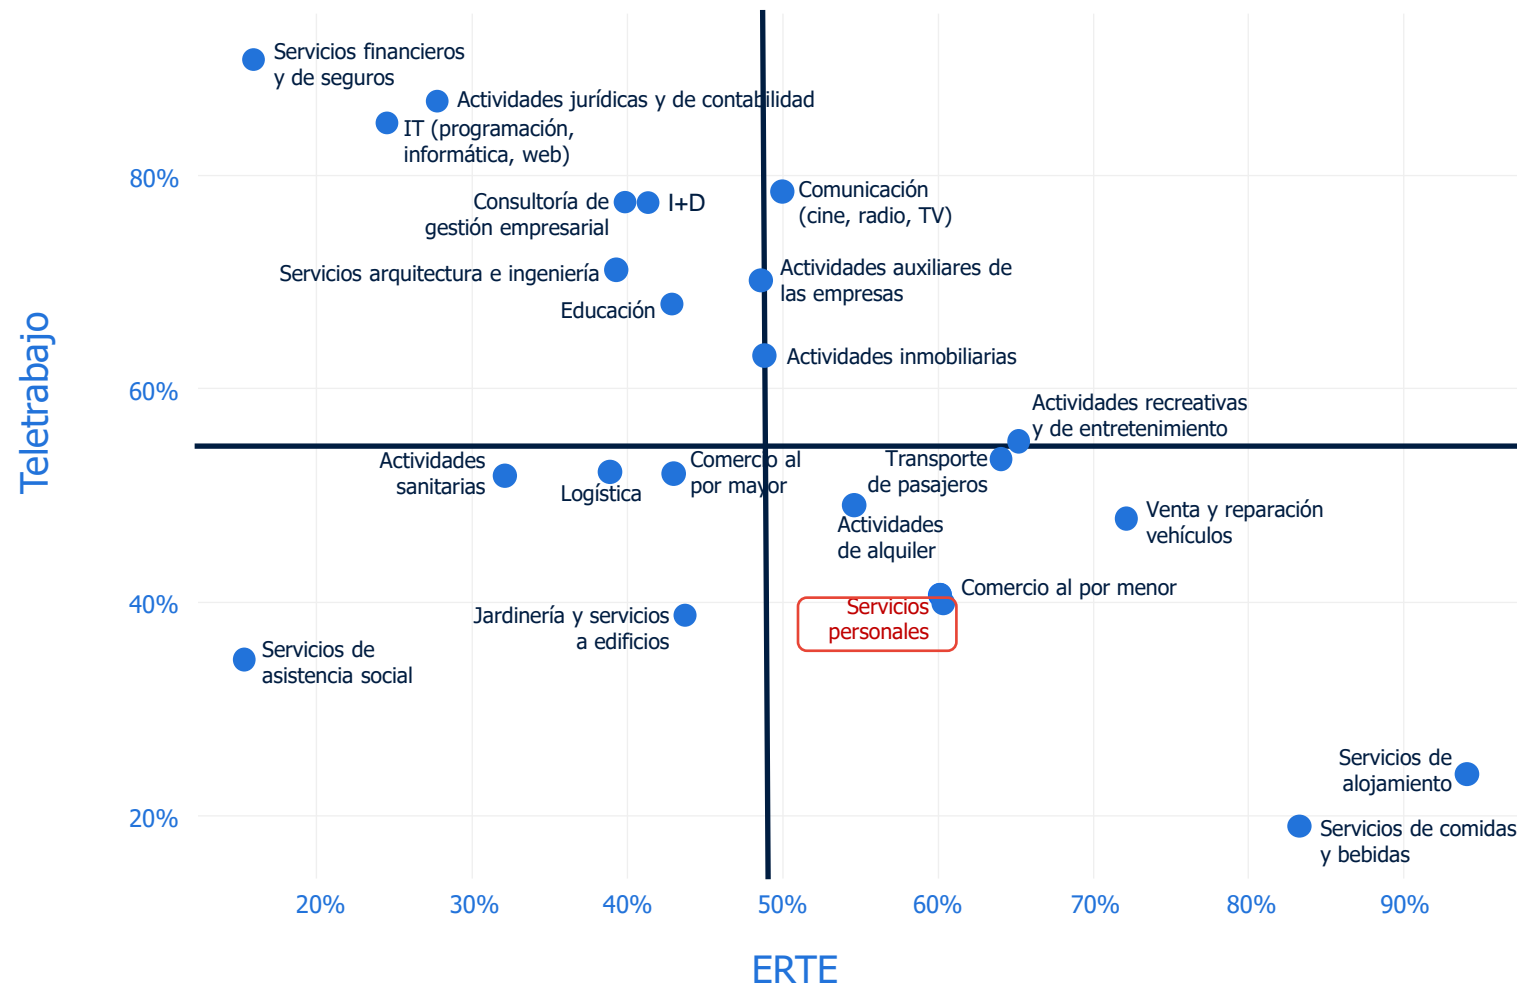 Servicios financieros
y de seguros
Actividades jurídicas y de contabilidad
IT (programación,
informática, web)
80%
Consultoría de
gestión empresarial
I+D
Comunicación
(cine, radio, TV)
Servicios arquitectura e ingeniería
Actividades auxiliares de
las empresas
Educación
Actividades inmobiliarias
Teletrabajo
60%
Actividades recreativas
y de entretenimiento
Actividades
sanitarias
Logística
Comercio al
por mayor
Transporte
de pasajeros
Actividades
de alquiler
Venta y reparación
vehículos
40%
Comercio al por menor
Servicios
personales
Jardinería y servicios
a edificios
Servicios de
asistencia social
Servicios de
alojamiento
20%
Servicios de comidas
y bebidas
20%
30%
40%
50%
60%
70%
80%
90%
ERTE